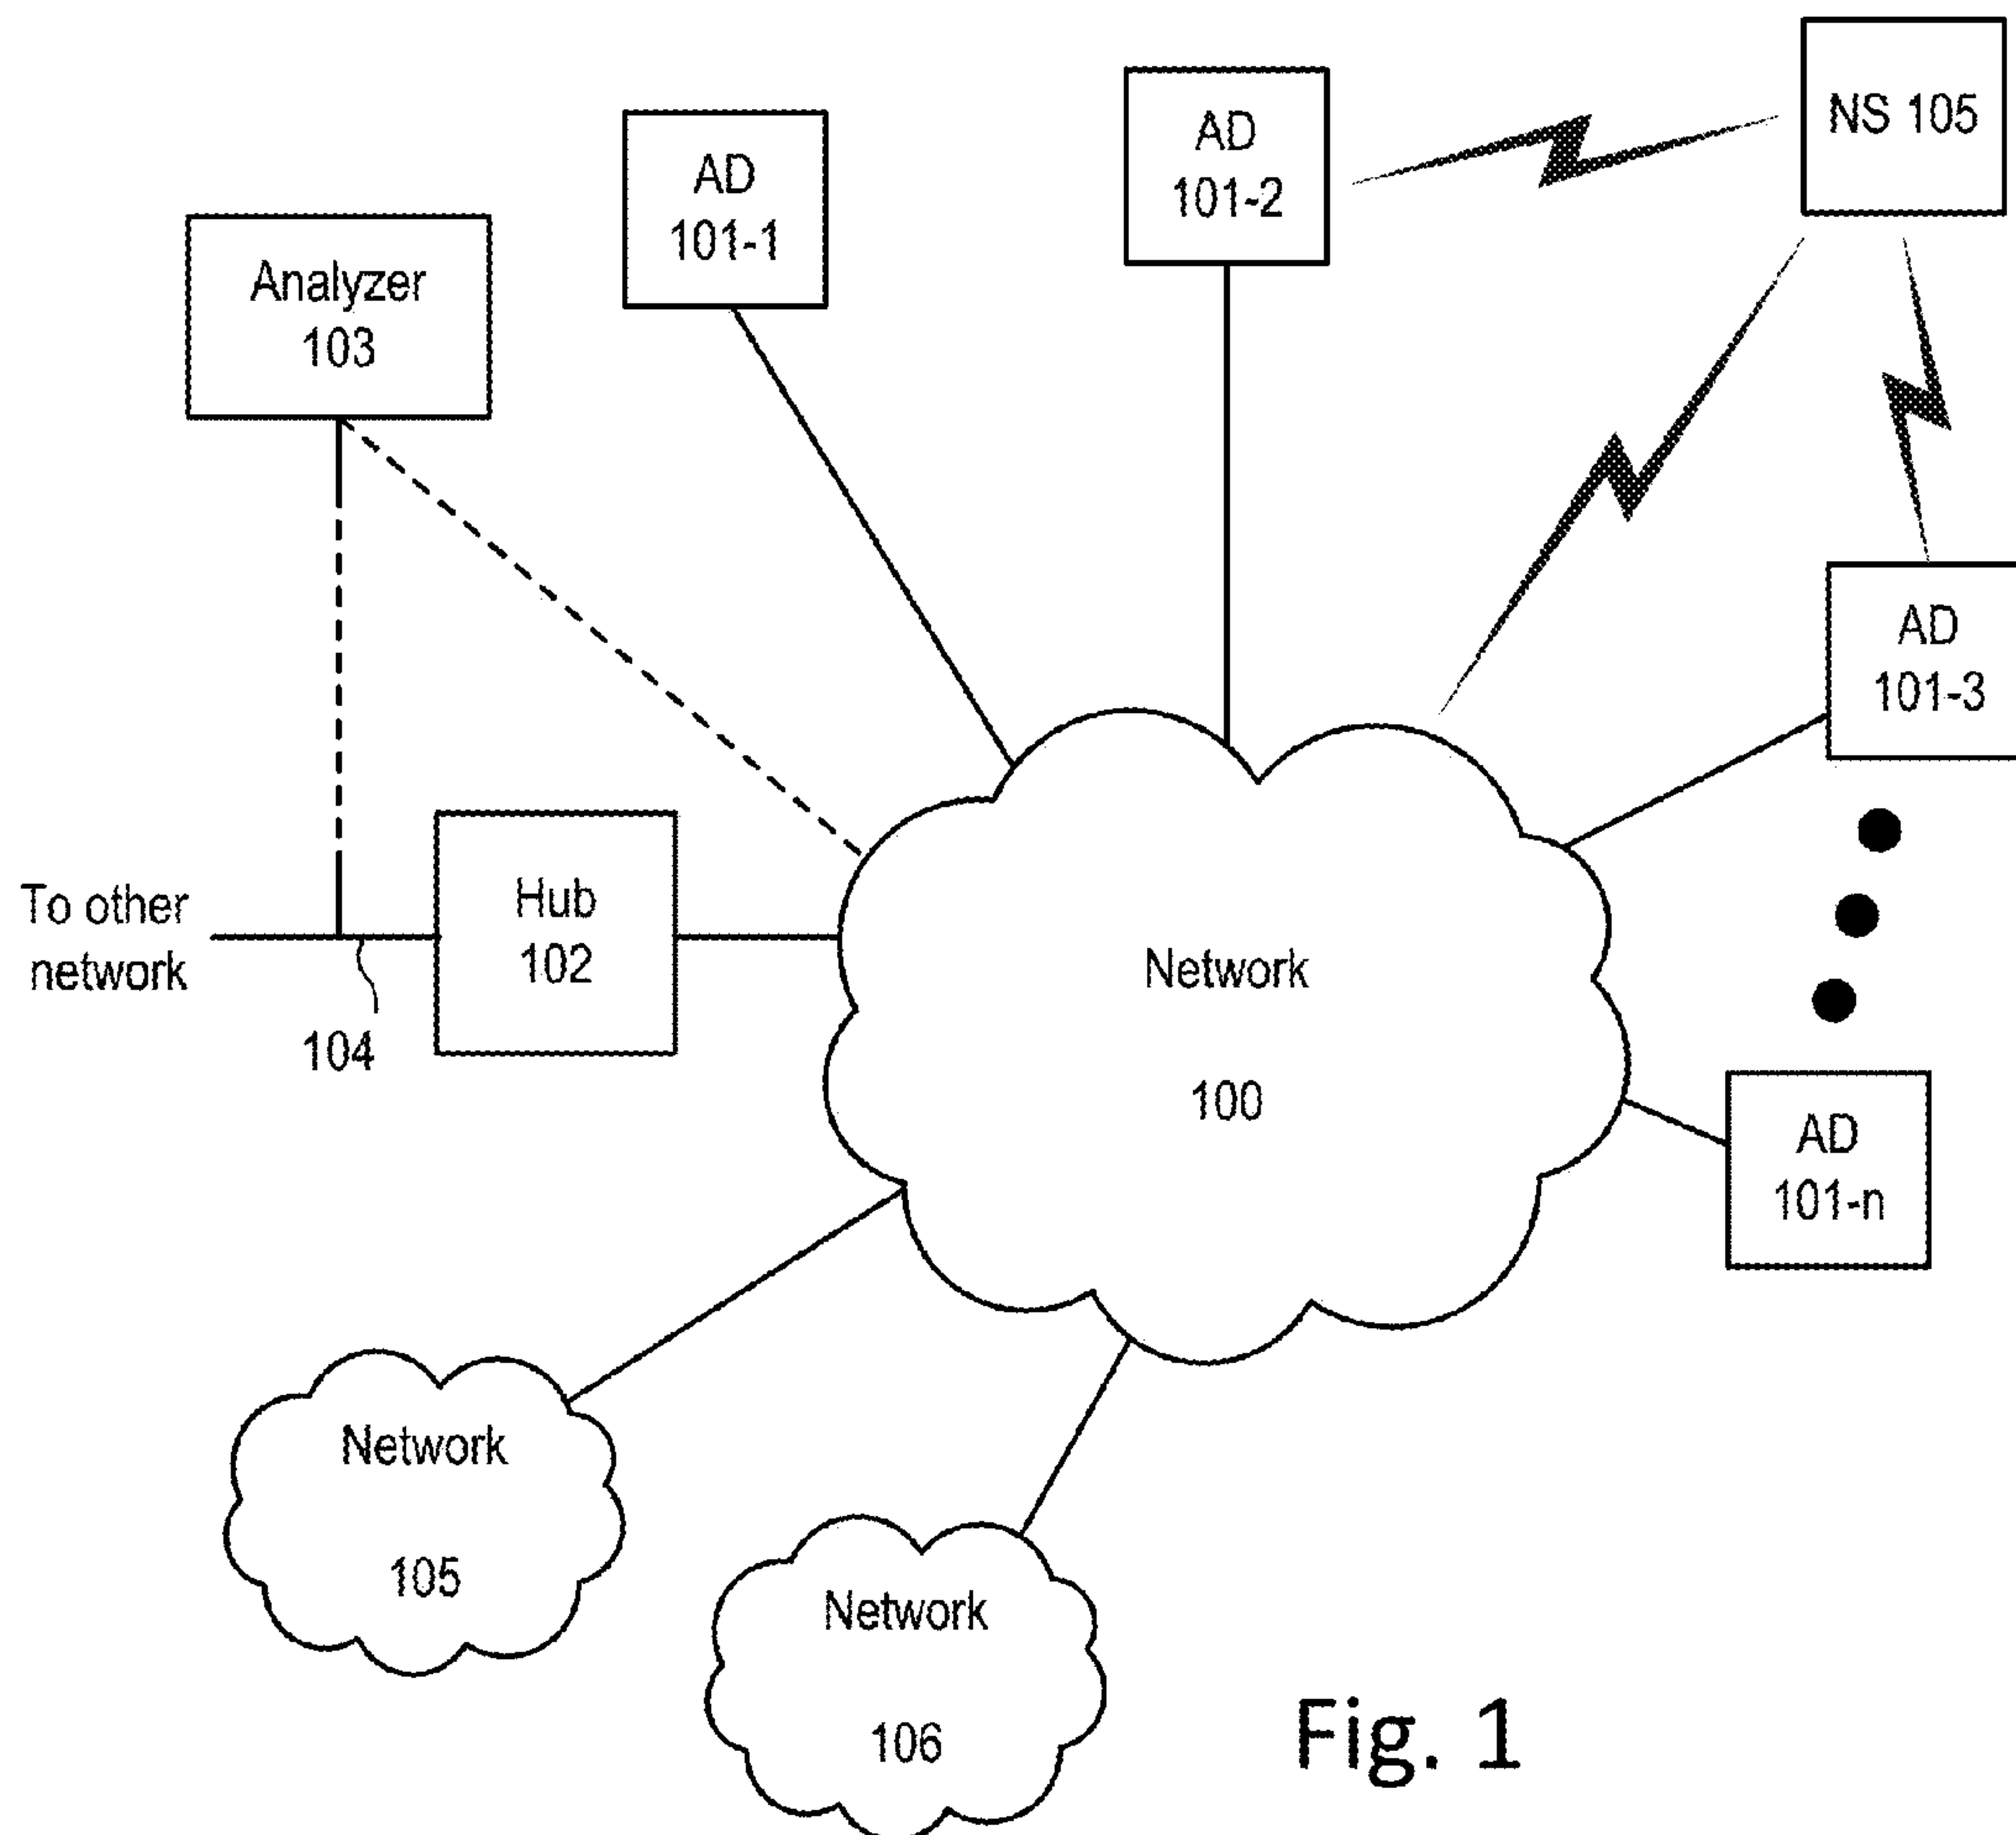 NS 105
AD
101-2
AD
101-1
Analyzer
103
AD
101-3
To other
network
Hub
102
104
Network
100
AD
101-n
Network
105
Network
106
Fig. 1